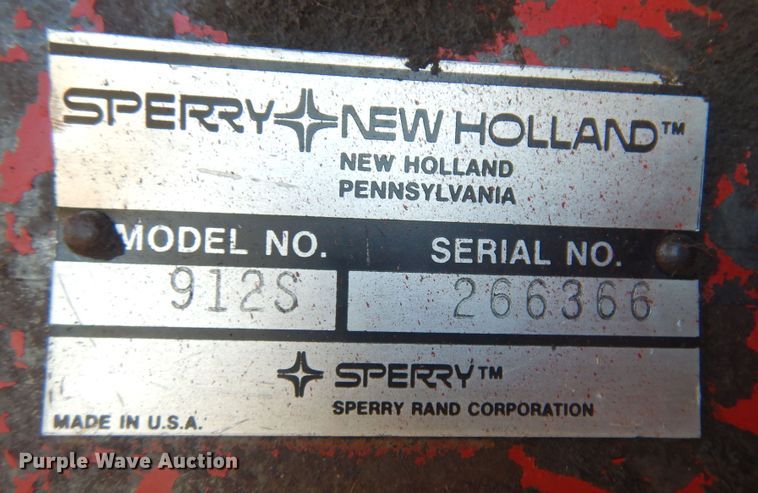 SPERRY NEW HOLLAND™
NEW HOLLAND
PENNSYLVANIA
MODEL NO. SERIAL NO.
912S 266366
SPERRY™
SPERRY RAND CORPORATION
MADE IN U.S.A.
Purple Wave Auction